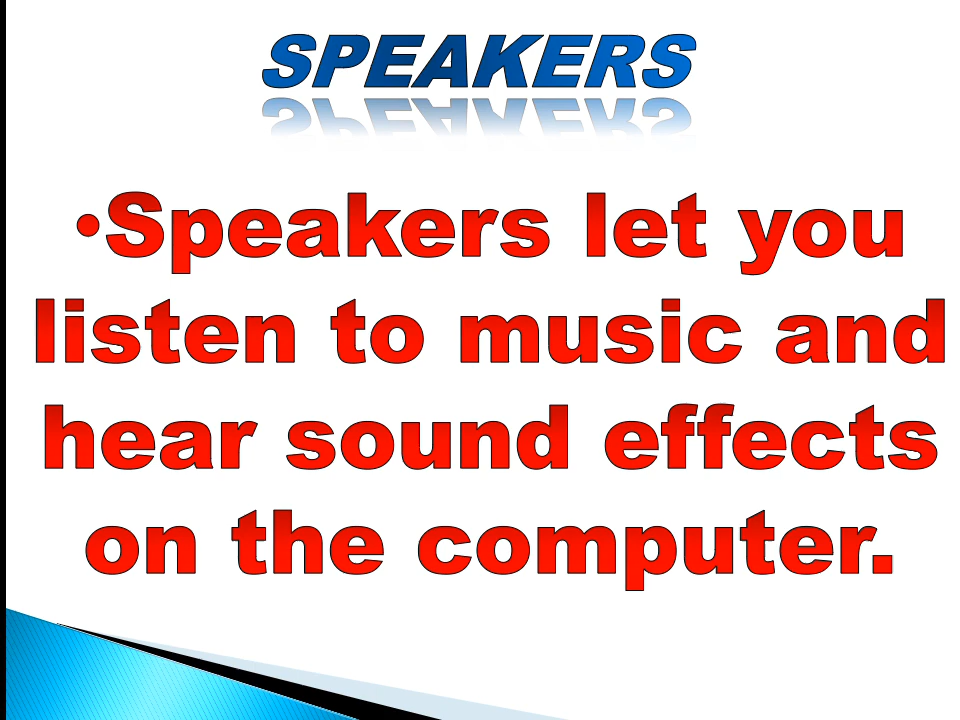 SPEAKERS
•Speakers let you
listen to music and
hear sound effects
on the computer.